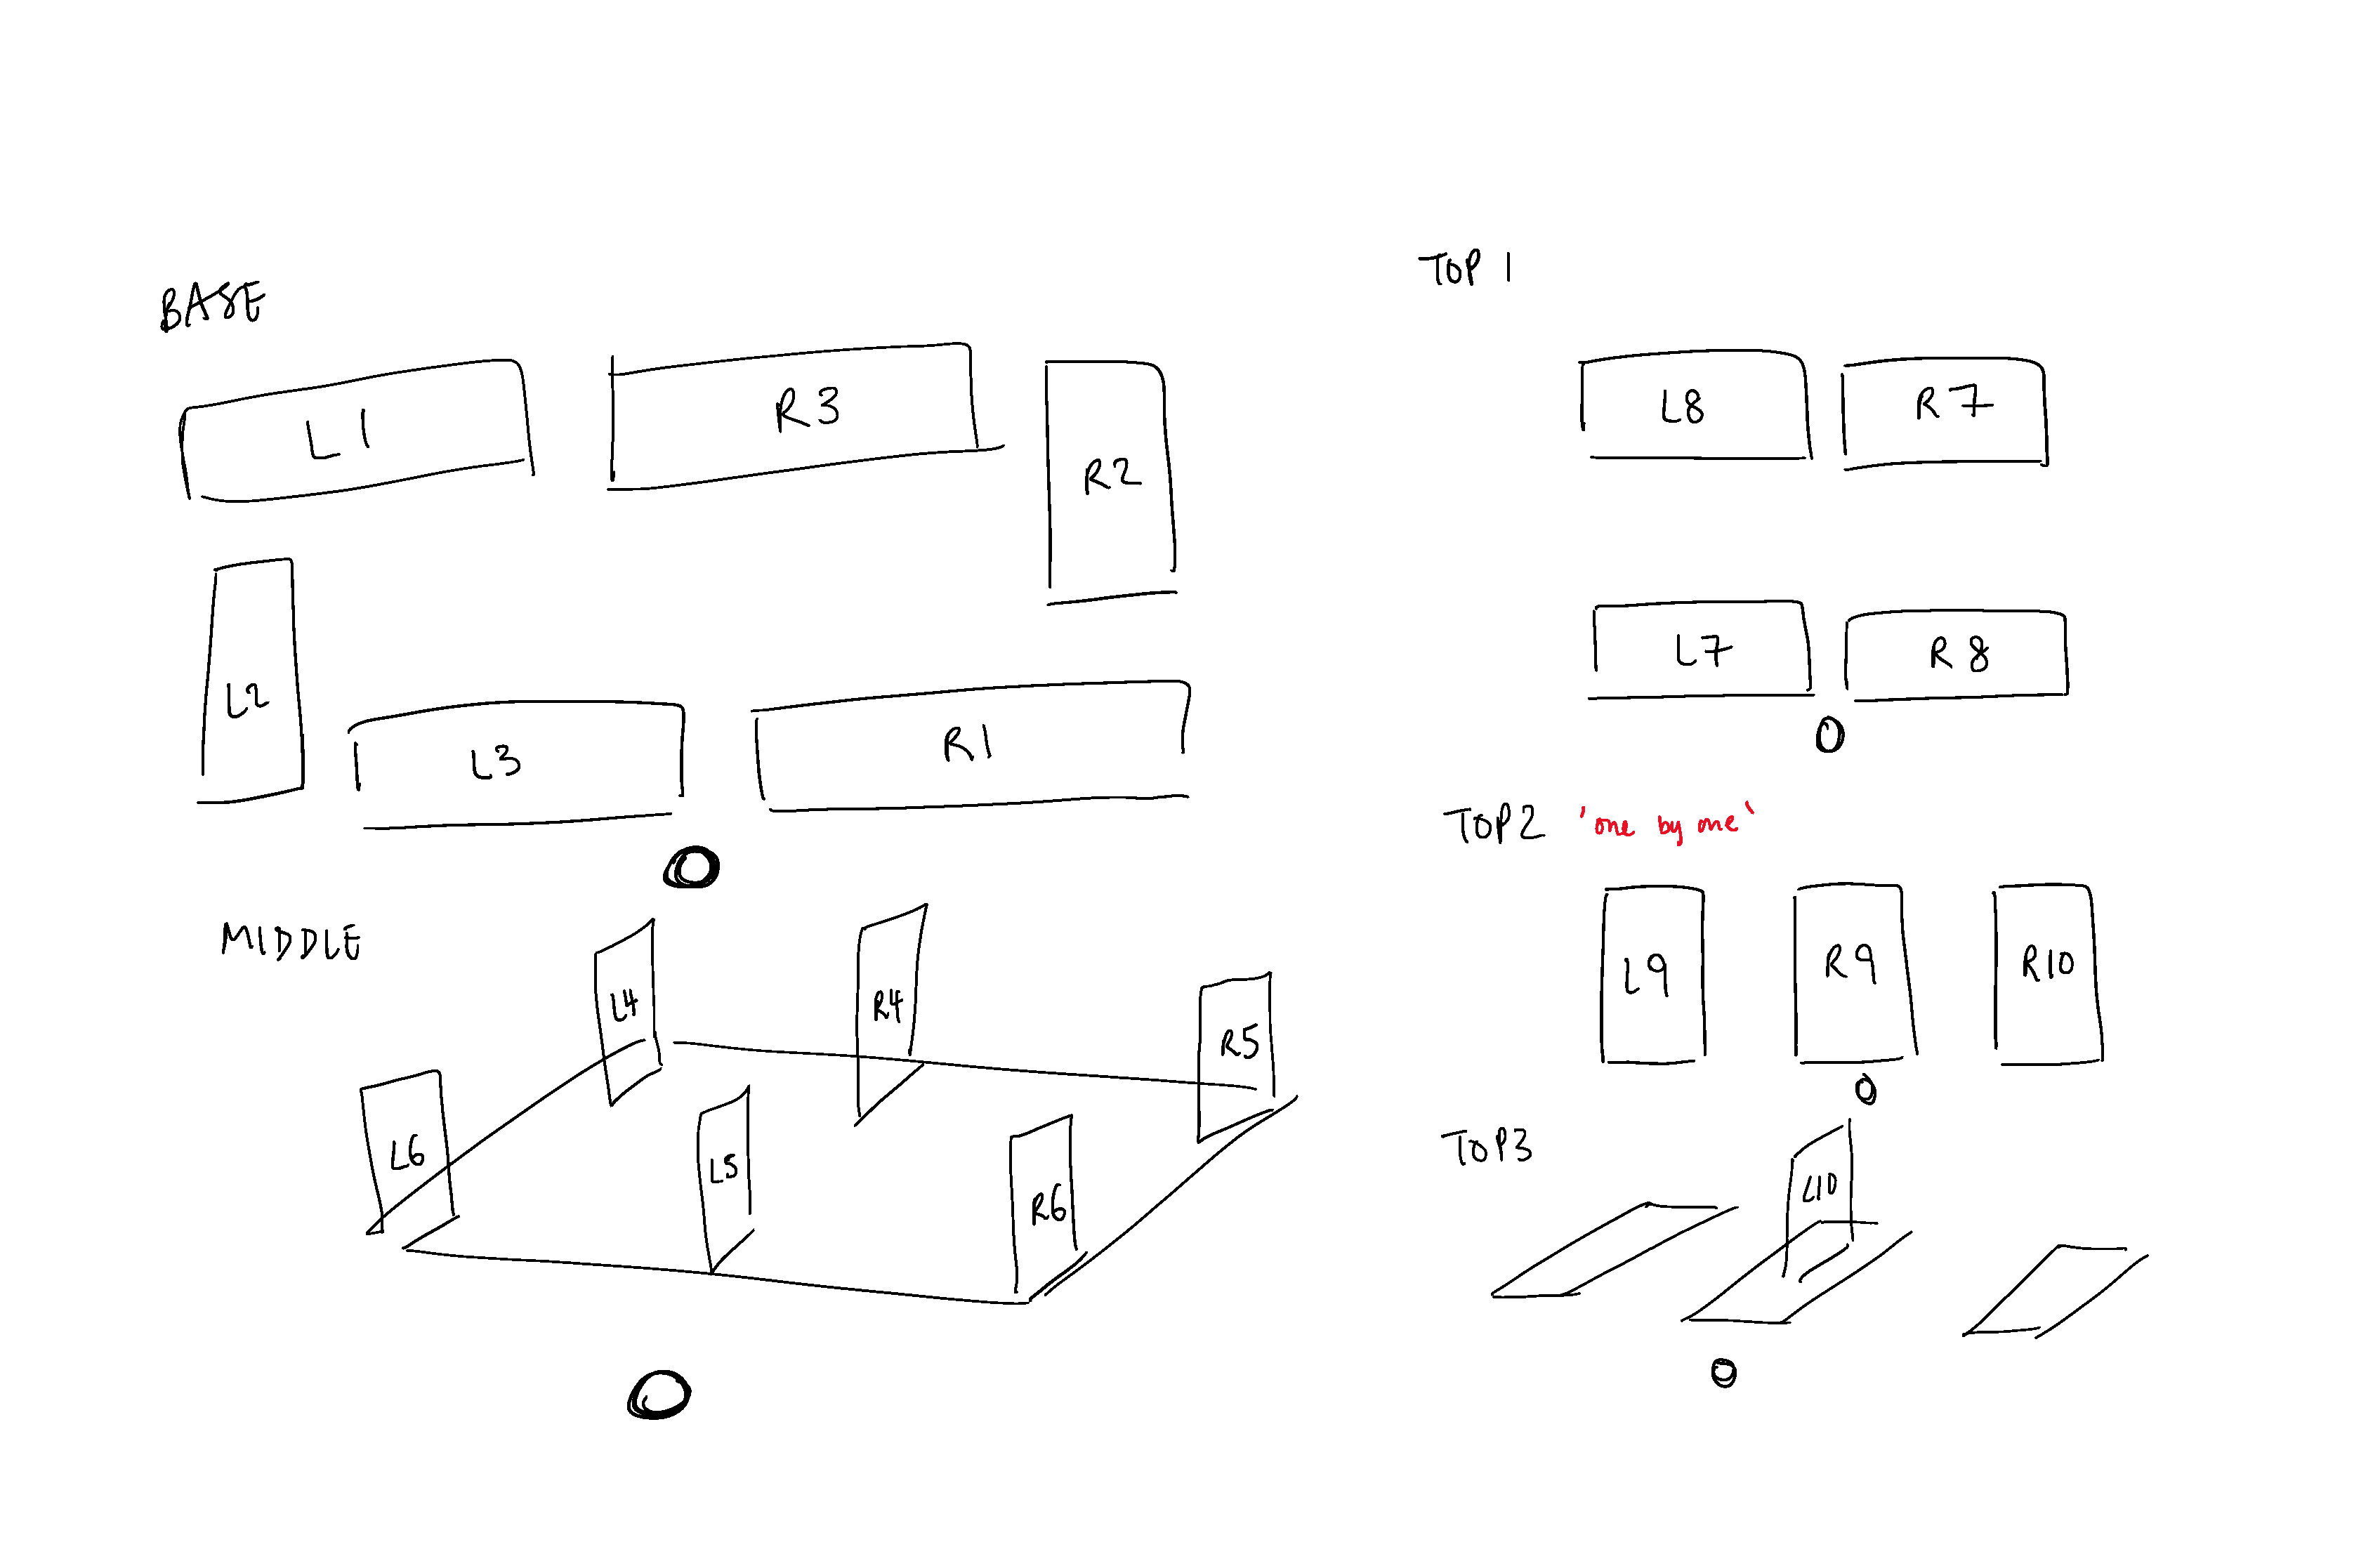 BASE
L1
R3
R2
L2
L3
R1
MIDDLE
L4
R4
R5
L6
L5
R6
TOP 1
L8
R7
L7
R8
TOP2 'one by one'
L9
R9
R10
TOP3
L10